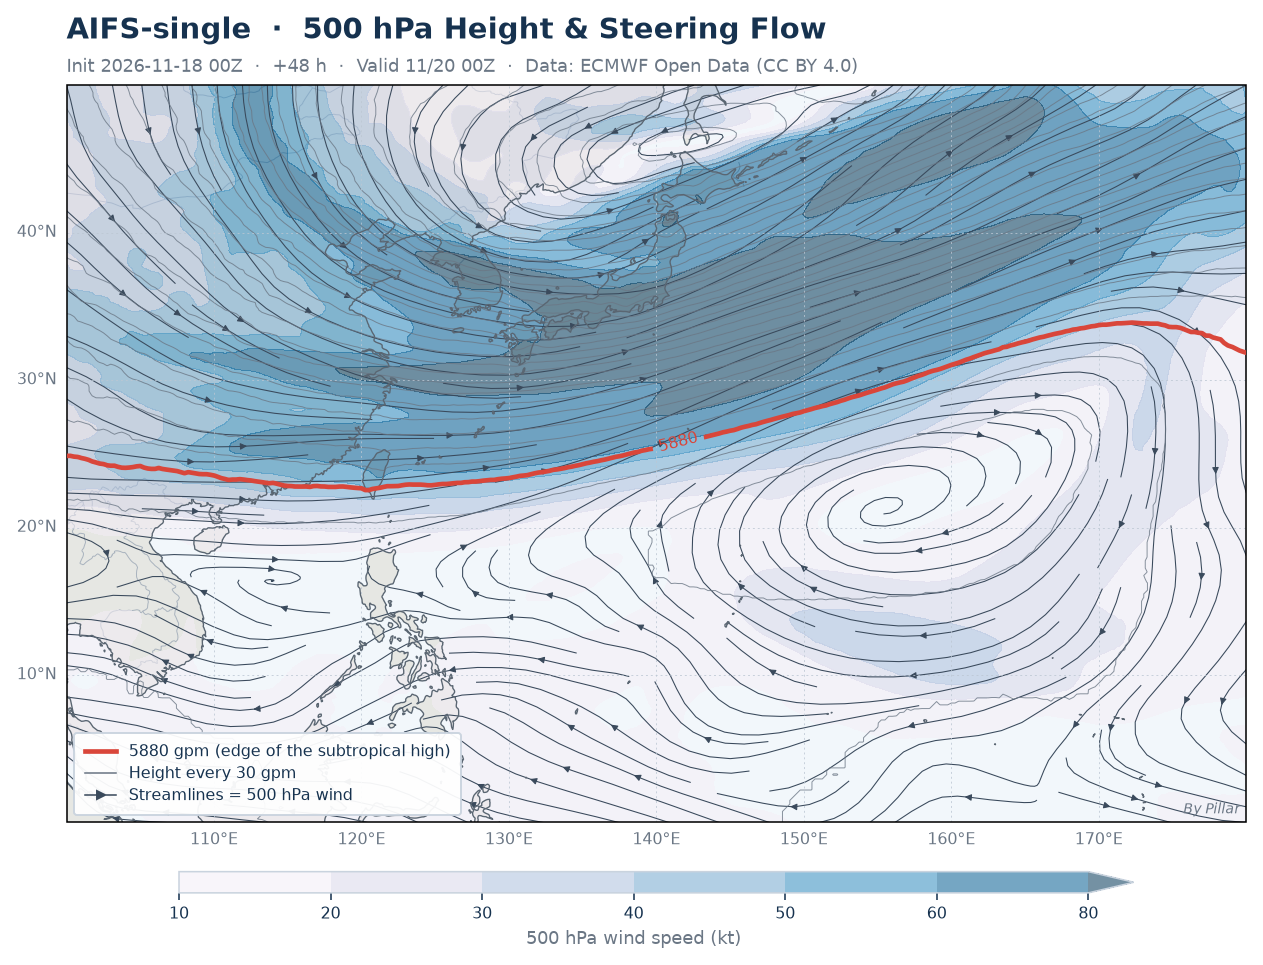 AIFS-single · 500 hPa Height & Steering Flow
Init 2026-11-18 00Z · +48 h · Valid 11/20 00Z · Data: ECMWF Open Data (CC BY 4.0)
40°N
30°N
5880
20°N
10°N
5880 gpm (edge of the subtropical high)
Height every 30 gpm
Streamlines = 500 hPa wind
By Pillar
110°E 120°E 130°E 140°E 150°E 160°E 170°E
10 20 30 40 50 60 80
500 hPa wind speed (kt)